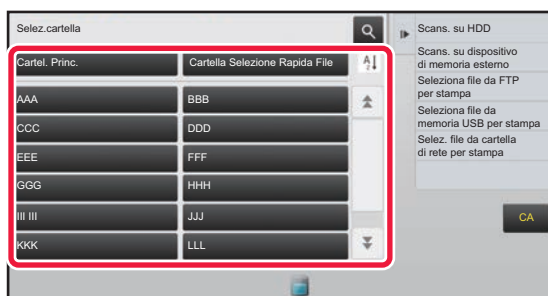 Selez.cartella
Cartel. Princ.
Cartella Selezione Rapida File
AAA
BBB
CCC
DDD
EEE
FFF
GGG
HHH
III III
JJJ
KKK
LLL
Scans. su HDD
Scans. su dispositivo
di memoria esterno
Seleziona file da FTP
per stampa
Seleziona file da
memoria USB per stampa
Selez. file da cartella
di rete per stampa
CA